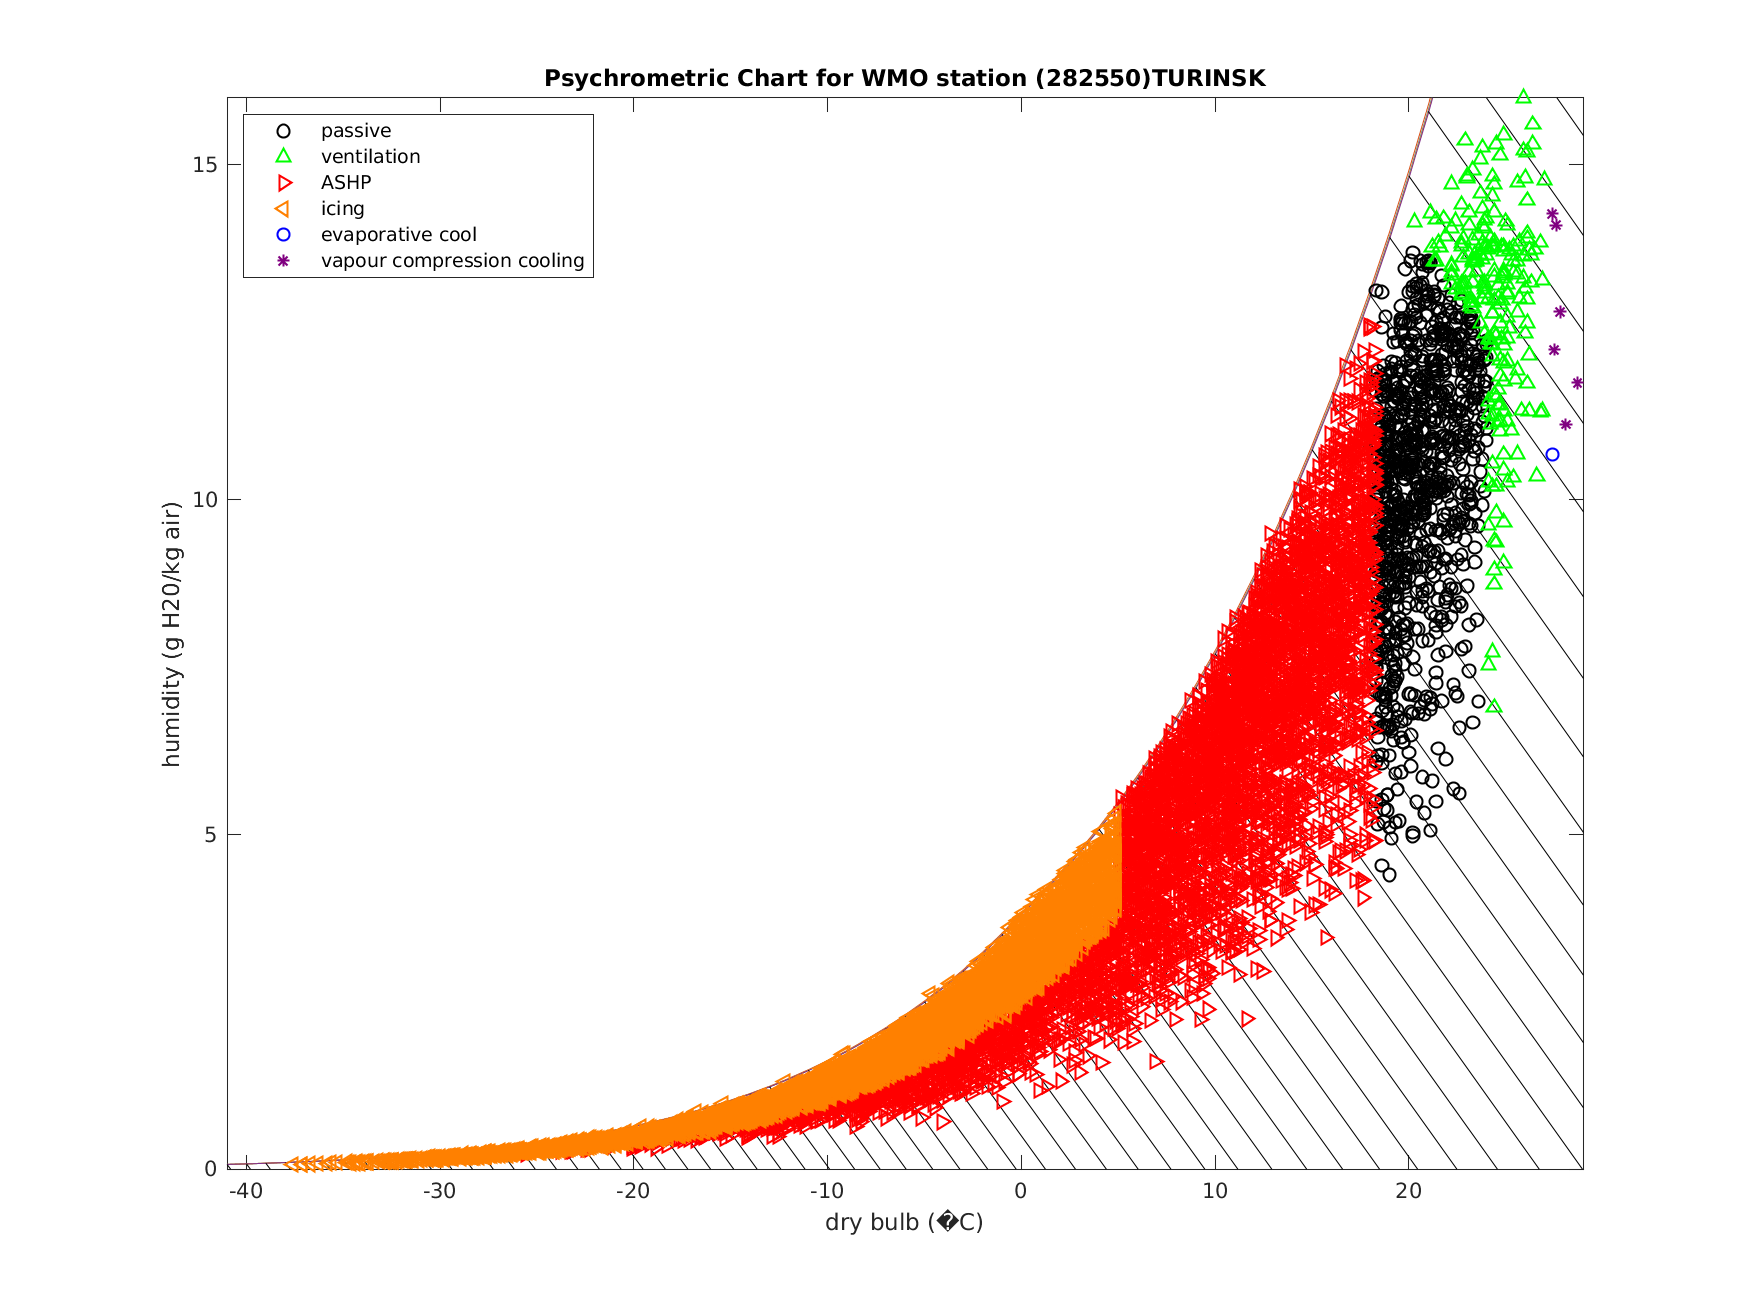 Psychrometric Chart for WMO station (282550)TURINSK
passive
ventilation
ASHP
icing
evaporative cool
vapour compression cooling
humidity (g H20/kg air)
15
10
5
0
-40 -30 -20 -10 0 10 20
dry bulb (�C)